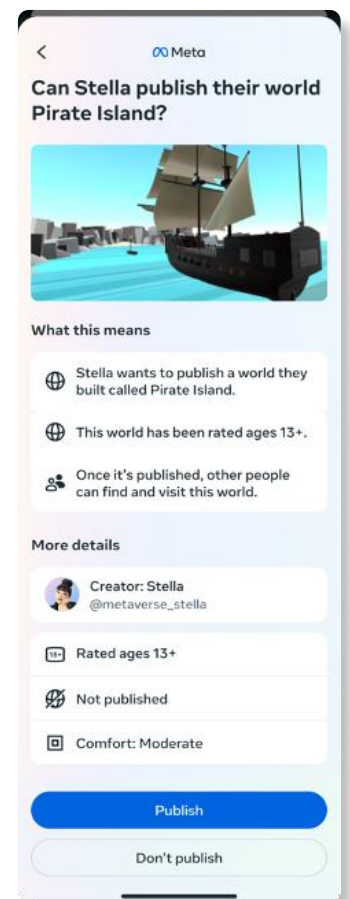 Meta
Can Stella publish their world
Pirate Island?
What this means
Stella wants to publish a world they
built called Pirate Island.
This world has been rated ages 13+.
Once it's published, other people
can find and visit this world.
More details
Creator: Stella
@metaverse_stella
Rated ages 13+
Not published
Comfort: Moderate
Publish
Don't publish